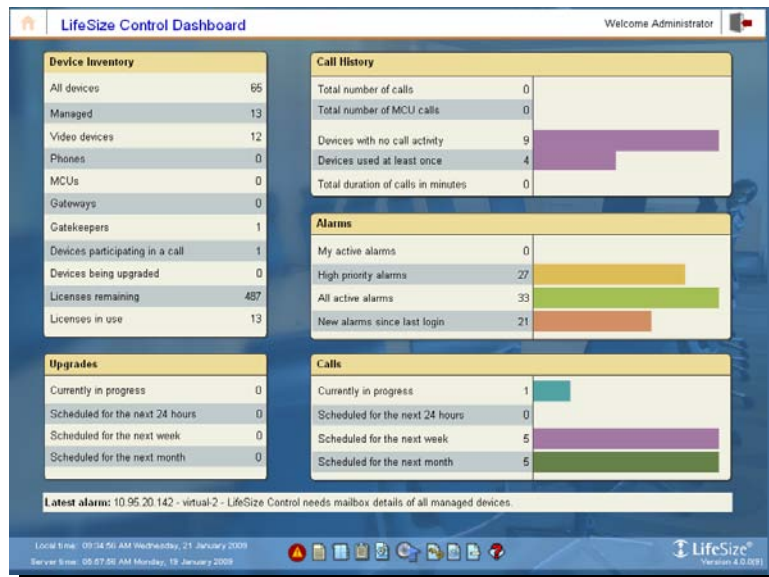 LifeSize Control Dashboard
Welcome Administrator
Device Inventory
All devices 65
Managed 13
Video devices 12
Phones 0
MCUs 0
Gateways 0
Gatekeepers 1
Devices participating in a call 1
Devices being upgraded 0
Licenses remaining 487
Licenses in use 13
Call History
Total number of calls 0
Total number of MCU calls 0
Devices with no call activity 9
Devices used at least once 4
Total duration of calls in minutes 0
Alarms
My active alarms 0
High priority alarms 27
All active alarms 33
New alarms since last login 21
Upgrades
Currently in progress 0
Scheduled for the next 24 hours 0
Scheduled for the next week 0
Scheduled for the next month 0
Calls
Currently in progress 1
Scheduled for the next 24 hours 0
Scheduled for the next week 5
Scheduled for the next month 5
Latest alarm: 10.95.20.142 - virtual-2 - LifeSize Control needs mailbox details of all managed devices.
Local time: 09:34:56 AM Wednesday, 21 January 2009
Server time: 08:57:58 AM Monday, 19 January 2009
LifeSize®
Version 4.0.0(9)